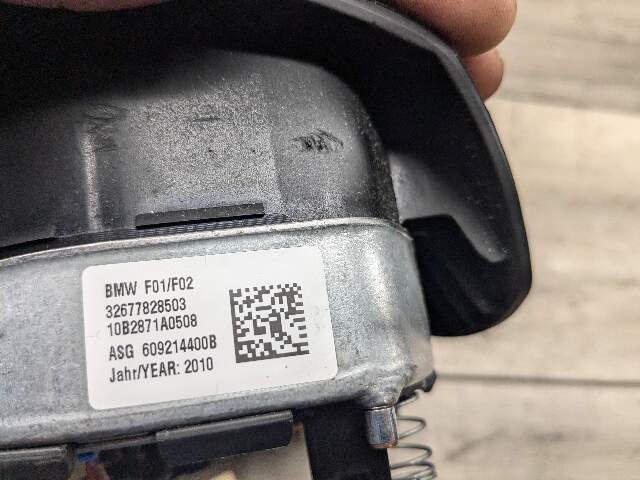 BMW F01/F02
32677828503
10B2871A0508
ASG 609214400B
Jahr/YEAR: 2010